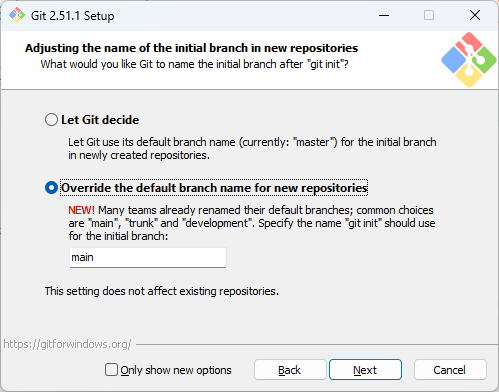 Git 2.51.1 Setup
Adjusting the name of the initial branch in new repositories
What would you like Git to name the initial branch after "git init"?
Let Git decide
Let Git use its default branch name (currently: "master") for the initial branch
in newly created repositories.
Override the default branch name for new repositories
NEW! Many teams already renamed their default branches; common choices
are "main", "trunk" and "development". Specify the name "git init" should use
for the initial branch:
main
This setting does not affect existing repositories.
https://gitforwindows.org/
Only show new options
Back
Next
Cancel